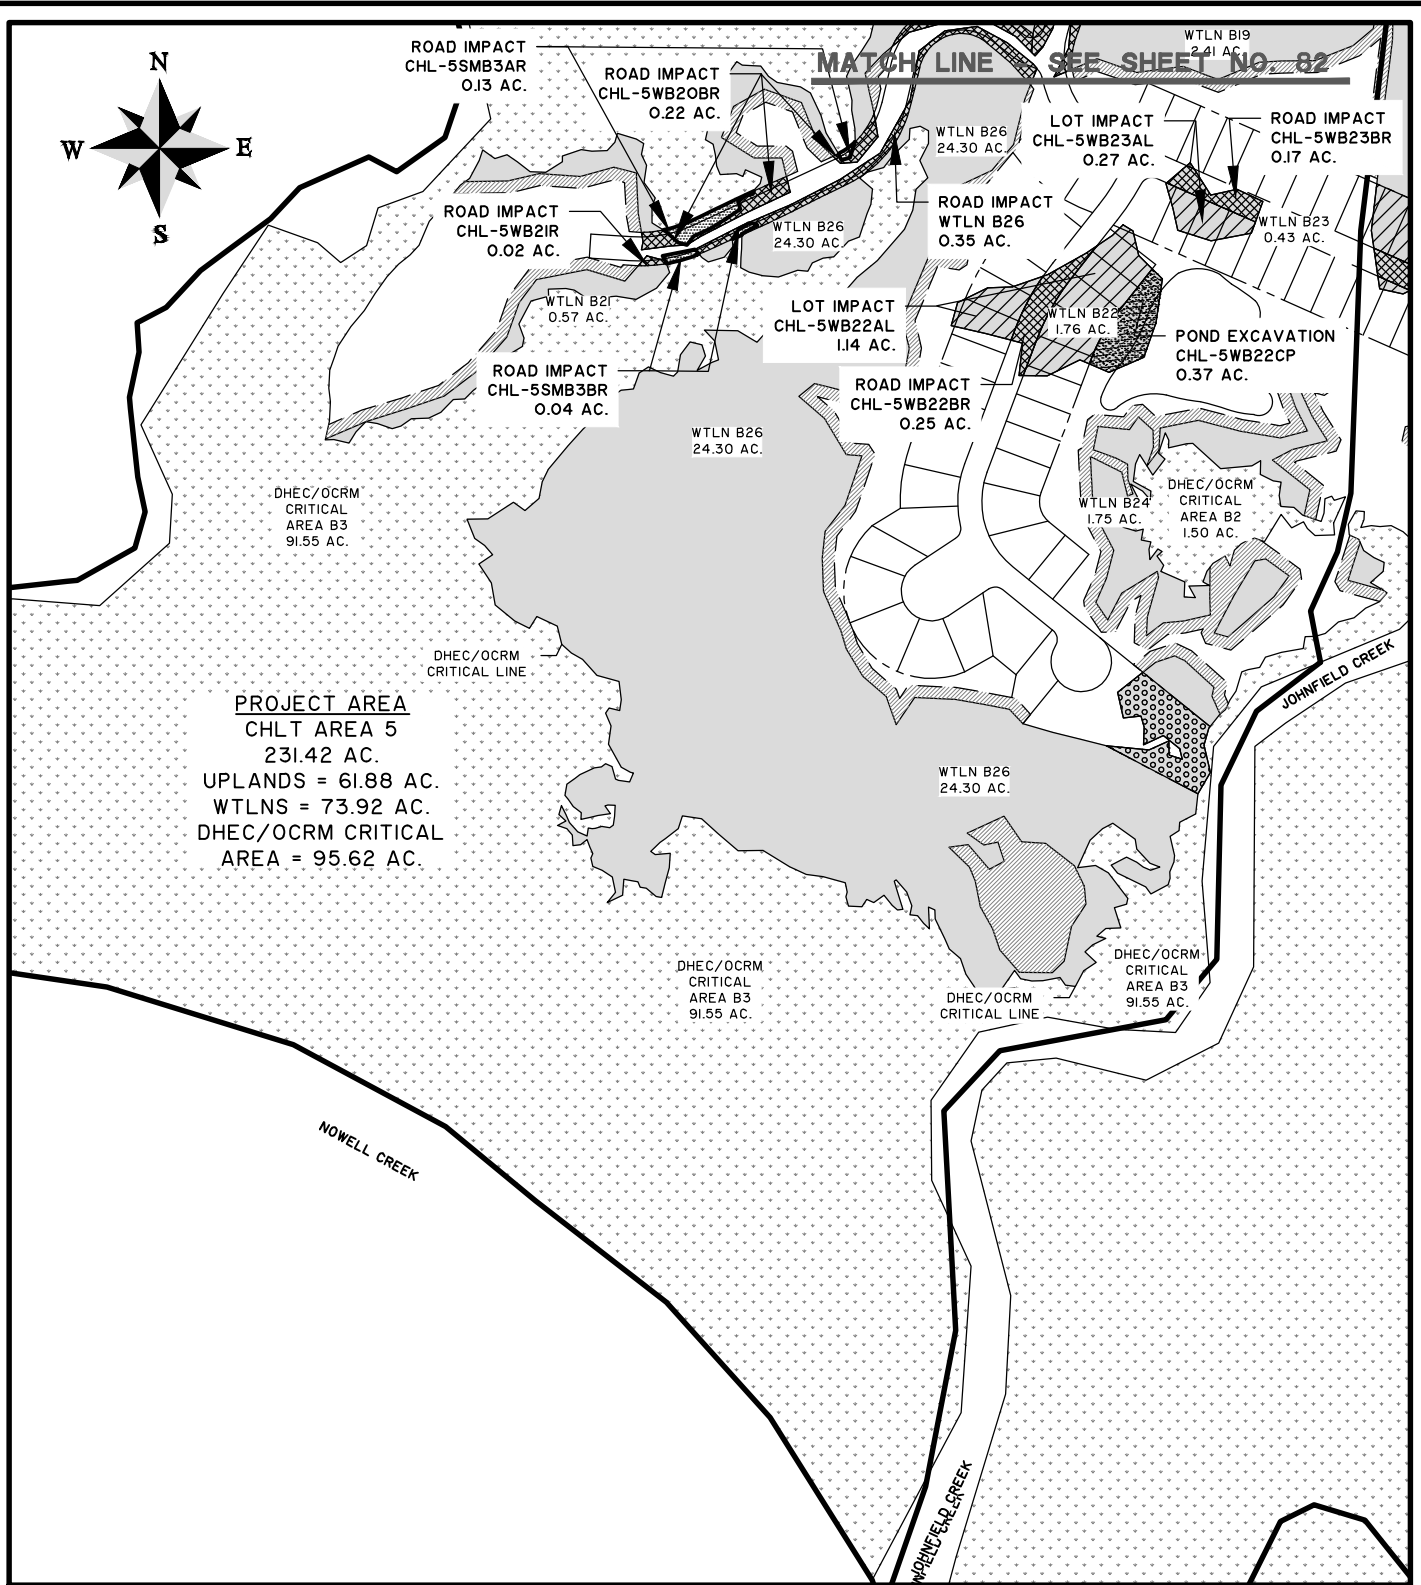 WTLN B19
2.41 AC.
MATCH LINE - SEE SHEET NO. 82
ROAD IMPACT
CHL-5SMB3AR
0.13 AC.
ROAD IMPACT
CHL-5WB20BR
0.22 AC.
N
W
E
S
WTLN B26
24.30 AC.
LOT IMPACT
CHL-5WB23AL
0.27 AC.
ROAD IMPACT
CHL-5WB23BR
0.17 AC.
ROAD IMPACT
CHL-5WB21R
0.02 AC.
WTLN B26
24.30 AC.
ROAD IMPACT
WTLN B26
0.35 AC.
WTLN B23
0.43 AC.
WTLN B21
0.57 AC.
LOT IMPACT
CHL-5WB22AL
1.14 AC.
WTLN B22
1.76 AC.
POND EXCAVATION
CHL-5WB22CP
0.37 AC.
ROAD IMPACT
CHL-5SMB3BR
0.04 AC.
ROAD IMPACT
CHL-5WB22BR
0.25 AC.
WTLN B26
24.30 AC.
DHEC/OCRM
CRITICAL
AREA B3
91.55 AC.
WTLN B24
1.75 AC.
DHEC/OCRM
CRITICAL
AREA B2
1.50 AC.
DHEC/OCRM
CRITICAL LINE
JOHNFIELD CREEK
PROJECT AREA
CHLT AREA 5
231.42 AC.
UPLANDS = 61.88 AC.
WTLNS = 73.92 AC.
DHEC/OCRM CRITICAL
AREA = 95.62 AC.
WTLN B26
24.30 AC.
DHEC/OCRM
CRITICAL
AREA B3
91.55 AC.
DHEC/OCRM
CRITICAL LINE
DHEC/OCRM
CRITICAL
AREA B3
91.55 AC.
NOWELL CREEK
JOHNFIELD CREEK